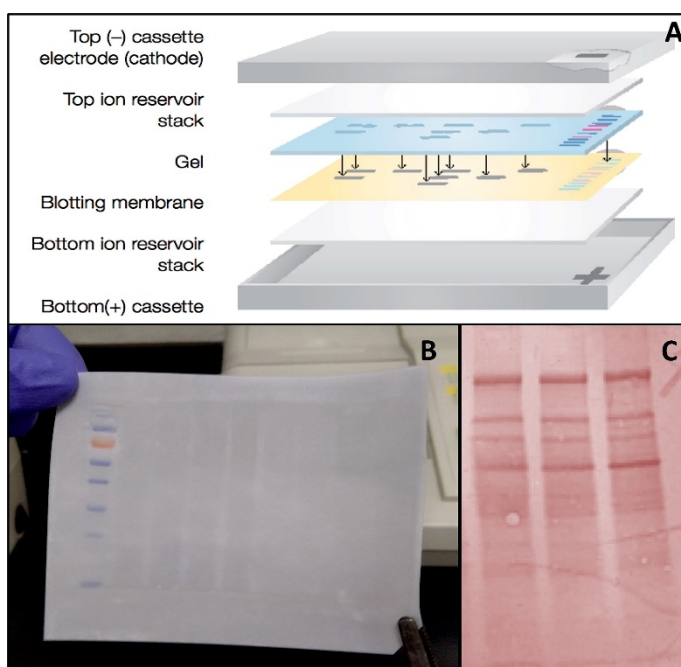 A
Top (–) cassette
electrode (cathode)
Top ion reservoir
stack
Gel
Blotting membrane
Bottom ion reservoir
stack
Bottom(+) cassette
B
C